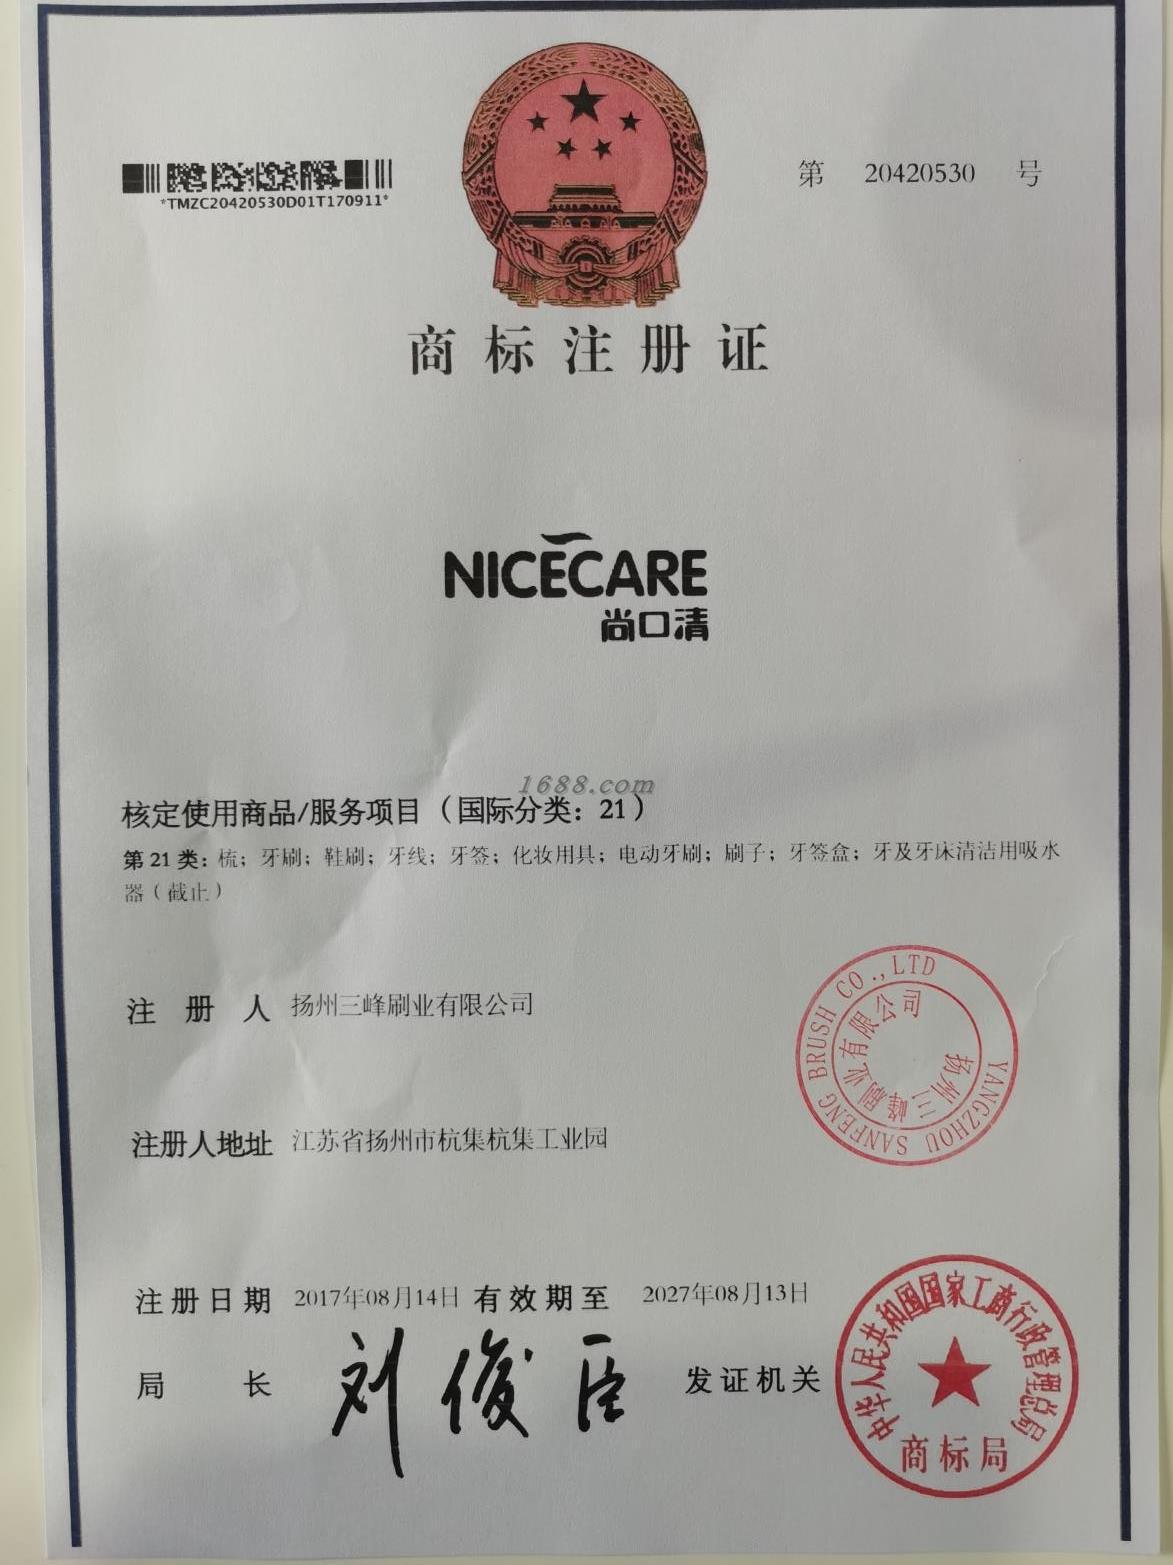 *TMZC20420530D01T170911*
第 20420530 号
商标注册证
NICECARE
尚口清
1688.com
核定使用商品/服务项目（国际分类：21）
第 21 类：梳；牙刷；鞋刷；牙线；牙签；化妆用具；电动牙刷；刷子；牙签盒；牙及牙床清洁用吸水
器（截止）
注册人 扬州三峰刷业有限公司
YANGZHOU SANFENG BRUSH CO.,LTD
扬州三峰刷业有限公司
注册人地址 江苏省扬州市杭集杭集工业园
注册日期 2017年08月14日 有效期至 2027年08月13日
局长 刘俊臣 发证机关
中华人民共和国国家工商行政管理总局
商标局